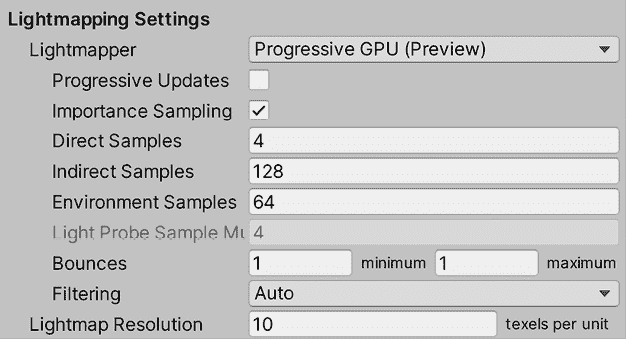 Lightmapping Settings
Lightmapper Progressive GPU (Preview)
Progressive Updates
Importance Sampling
Direct Samples 4
Indirect Samples 128
Environment Samples 64
Light Probe Sample Mu 4
Bounces 1 minimum 1 maximum
Filtering Auto
Lightmap Resolution 10 texels per unit